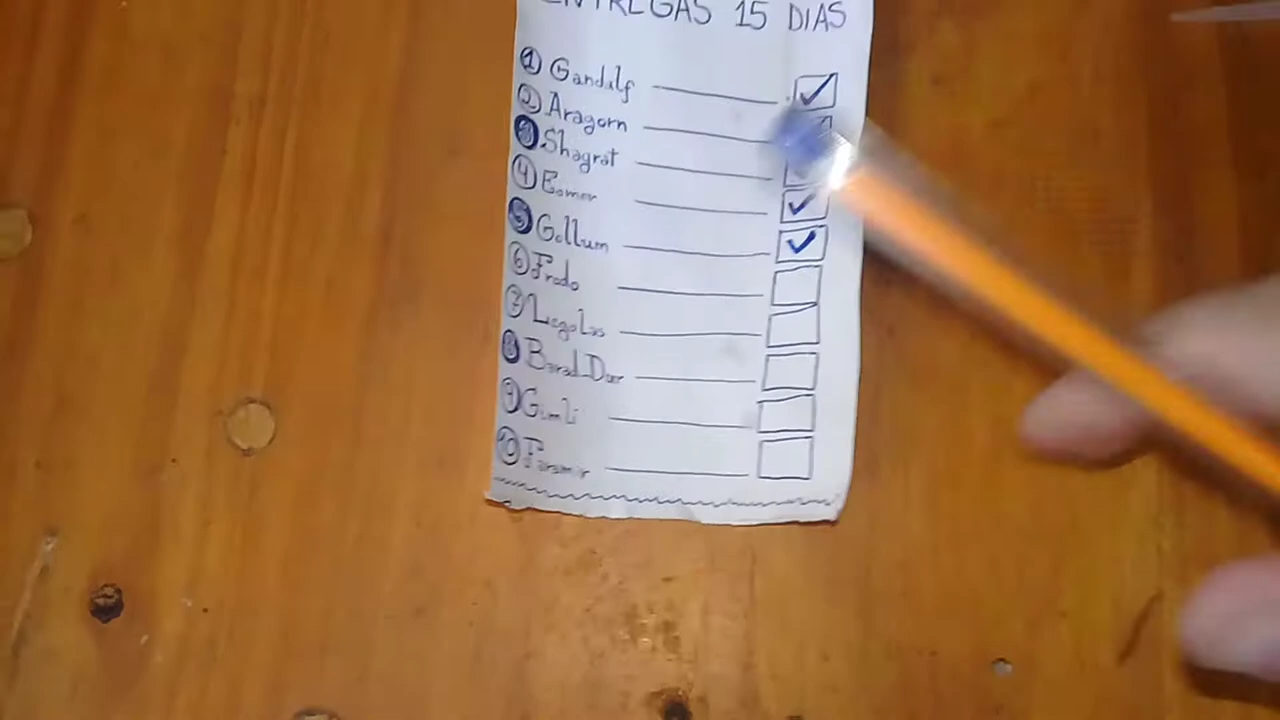 ENTREGAS 15 DIAS
1 Gandalf
2 Aragorn
3 Shagrat
4 Eomer
5 Gollum
6 Frodo
7 Legolas
8 Barad-Dur
9 Gimli
10 Faramir